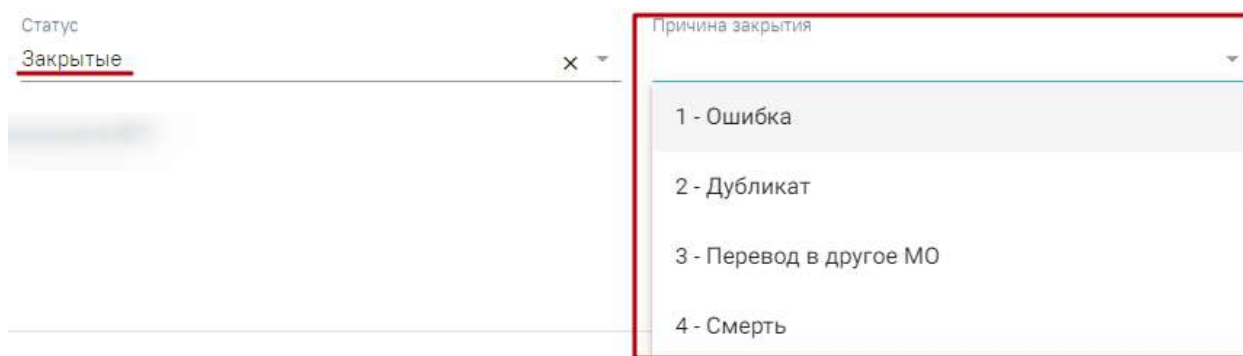 Статус
Закрытые
Причина закрытия
1 - Ошибка
2 - Дубликат
3 - Перевод в другое МО
4 - Смерть